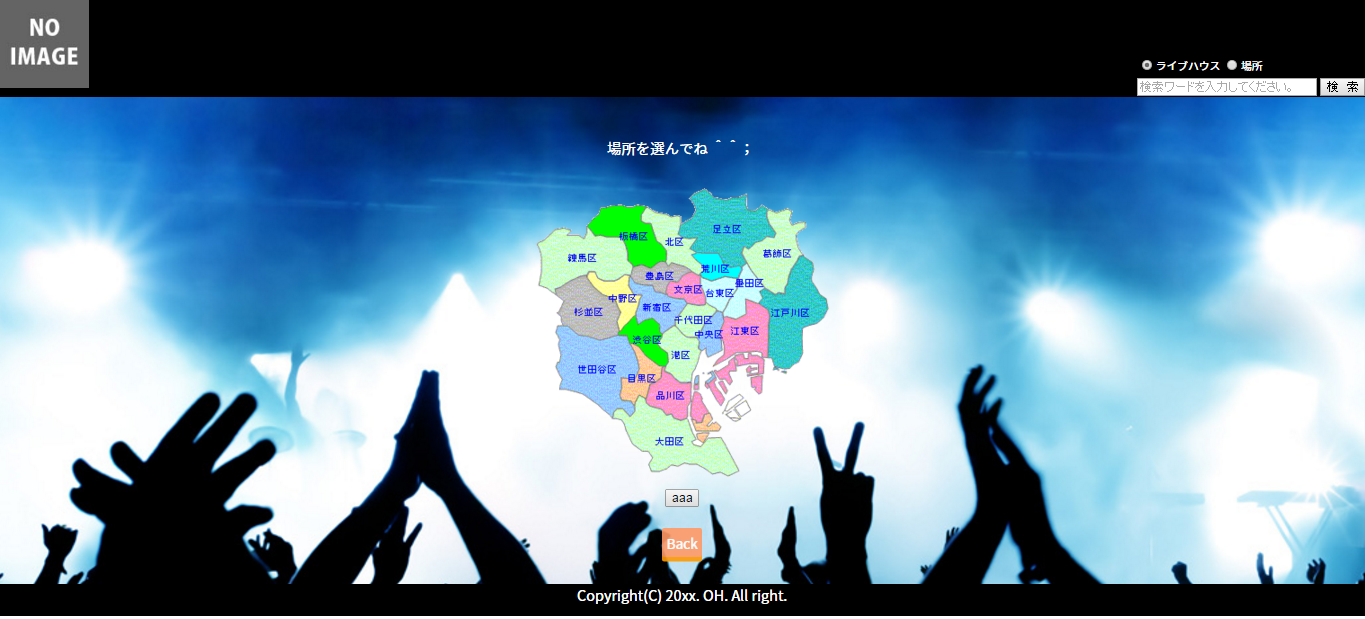 NO
IMAGE
ライブハウス 場所
検索ワードを入力してください。 検 索
場所を選んでね＾＾；
足立区
板橋区
北区
葛飾区
練馬区
荒川区
豊島区
墨田区
文京区
台東区
中野区
新宿区
杉並区
江戸川区
千代田区
江東区
中央区
渋谷区
港区
世田谷区
目黒区
品川区
大田区
aaa
Back
Copyright(C) 20xx. OH. All right.